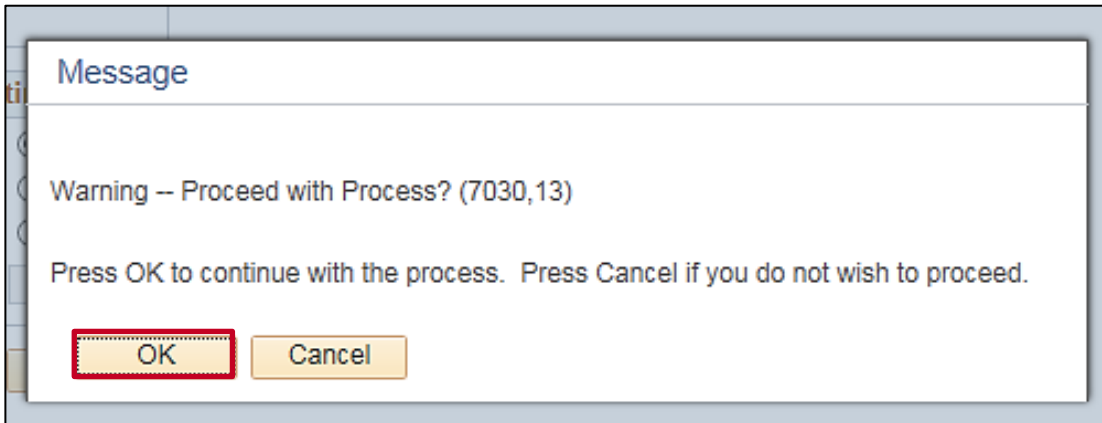 Message
ti
Warning -- Proceed with Process? (7030,13)
Press OK to continue with the process.  Press Cancel if you do not wish to proceed.
OK Cancel